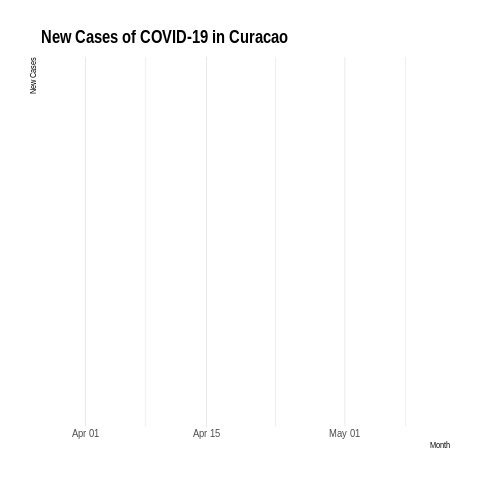 New Cases of COVID-19 in Curacao
New Cases
Apr 01
Apr 15
May 01
Month